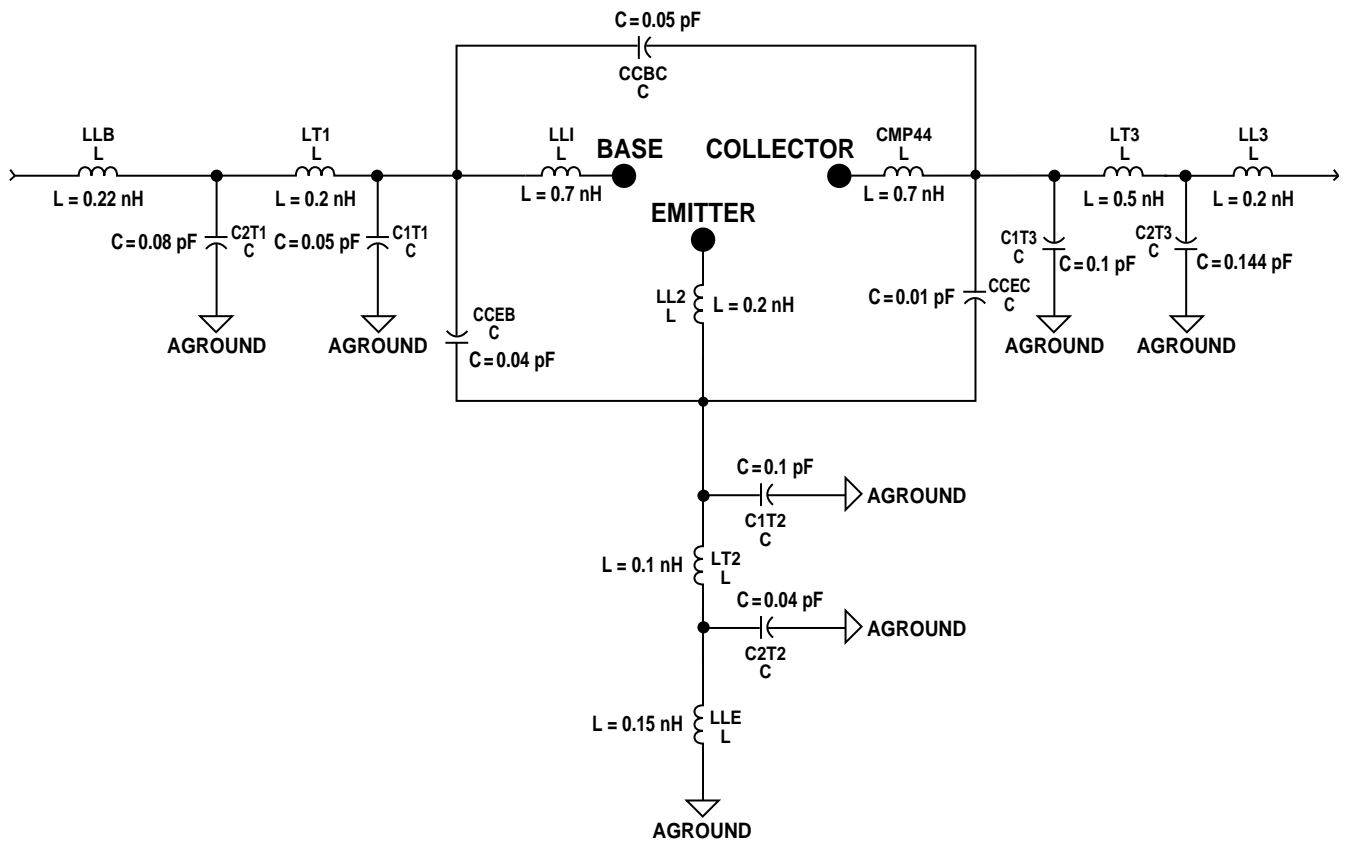 C = 0.05 pF
CCBC
C
LLB
L
L = 0.22 nH
LT1
L
L = 0.2 nH
LLI
L
L = 0.7 nH
BASE
COLLECTOR
CMP44
L
L = 0.7 nH
LT3
L
L = 0.5 nH
LL3
L
L = 0.2 nH
EMITTER
C = 0.08 pF
C2T1
C
C = 0.05 pF
C1T1
C
C1T3
C
C = 0.1 pF
C2T3
C
C = 0.144 pF
LL2
L
L = 0.2 nH
C = 0.01 pF
CCEC
C
AGROUND
AGROUND
CCEB
C
C = 0.04 pF
AGROUND
AGROUND
C = 0.1 pF
C1T2
C
AGROUND
L = 0.1 nH
LT2
L
C = 0.04 pF
C2T2
C
AGROUND
L = 0.15 nH
LLE
L
AGROUND